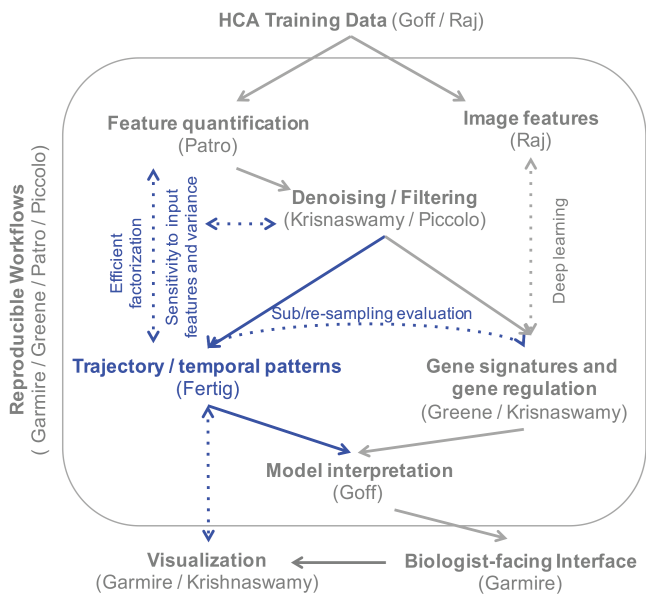 HCA Training Data (Goff / Raj)
Reproducible Workflows
( Garmire / Greene / Patro / Piccolo)
Feature quantification
(Patro)
Image features
(Raj)
Denoising / Filtering
(Krisnaswamy / Piccolo)
Efficient
factorization
Sensitivity to input
features and variance
Deep learning
Sub/re-sampling evaluation
Trajectory / temporal patterns
(Fertig)
Gene signatures and
gene regulation
(Greene / Krisnaswamy)
Model interpretation
(Goff)
Visualization
(Garmire / Krishnaswamy)
Biologist-facing Interface
(Garmire)